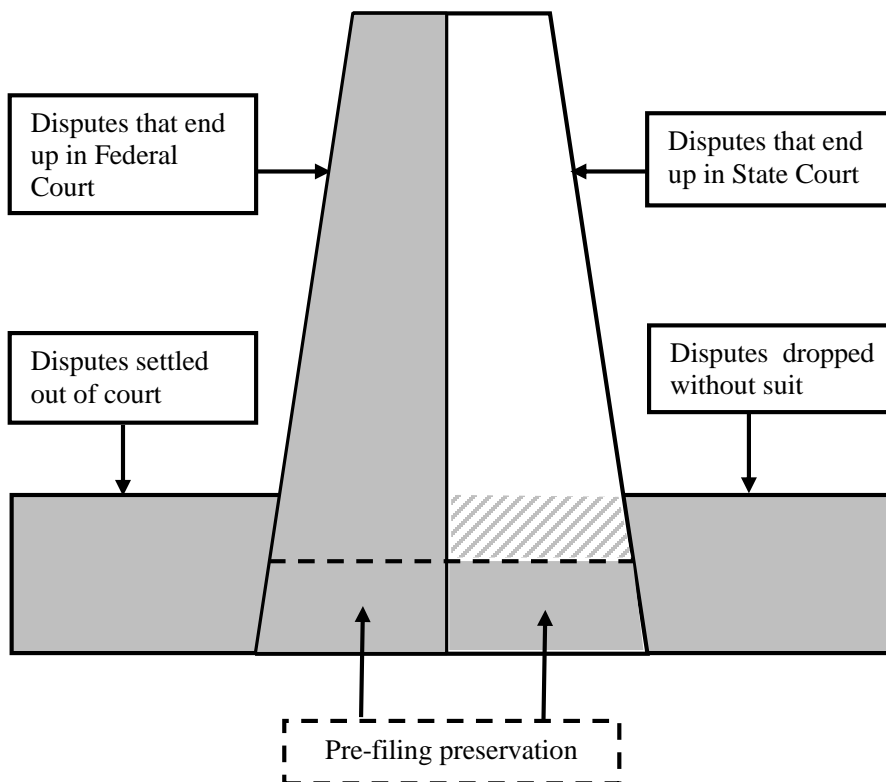 Disputes that end
up in Federal
Court
Disputes that end
up in State Court
Disputes settled
out of court
Disputes dropped
without suit
Pre-filing preservation